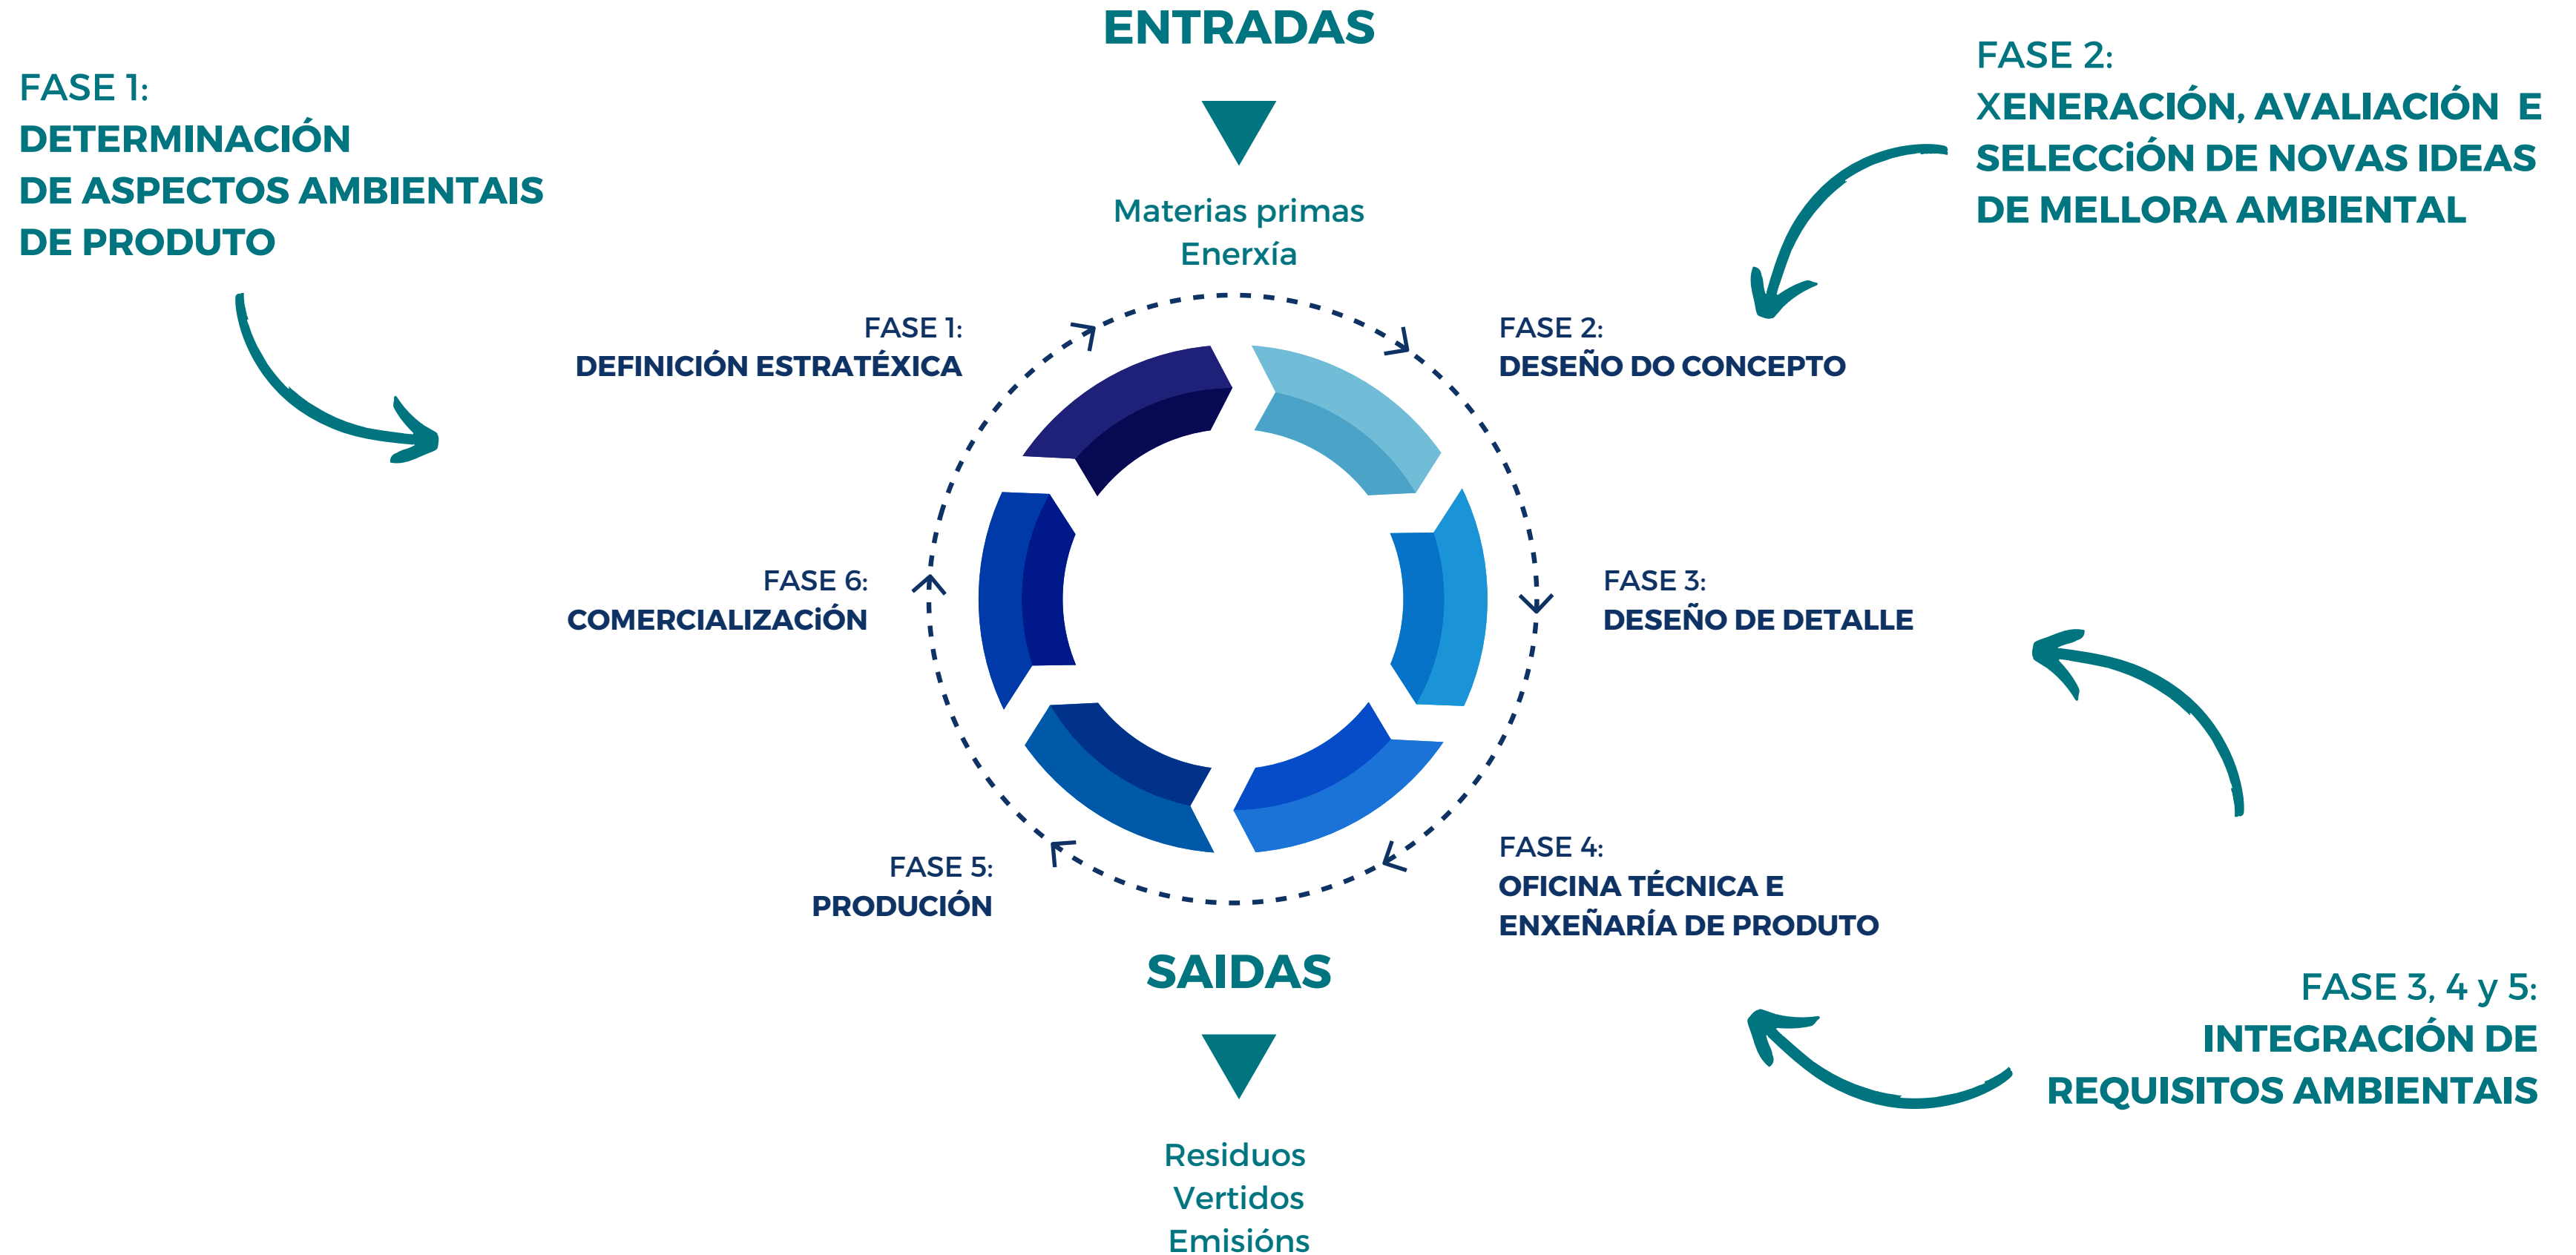 ENTRADAS
FASE 1:
DETERMINACIÓN
DE ASPECTOS AMBIENTAIS
DE PRODUTO
FASE 2:
XENERACIÓN, AVALIACIÓN E
SELECCiÓN DE NOVAS IDEAS
DE MELLORA AMBIENTAL
Materias primas
Enerxía
FASE 1:
DEFINICIÓN ESTRATÉXICA
FASE 2:
DESEÑO DO CONCEPTO
FASE 6:
COMERCIALIZACiÓN
FASE 3:
DESEÑO DE DETALLE
FASE 5:
PRODUCIÓN
FASE 4:
OFICINA TÉCNICA E
ENXEÑARÍA DE PRODUTO
SAIDAS
FASE 3, 4 y 5:
INTEGRACIÓN DE
REQUISITOS AMBIENTAIS
Residuos
Vertidos
Emisións